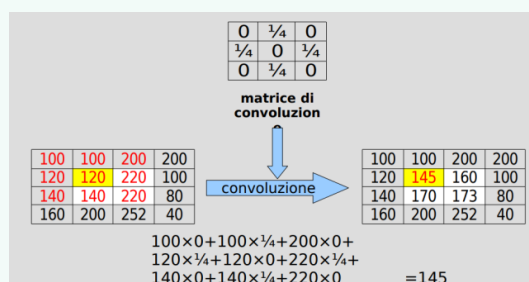 0 ¼ 0
¼ 0 ¼
0 ¼ 0
matrice di
convoluzion
e
100 100 200 200
120 120 220 100
140 140 220 80
160 200 252 40
convoluzione
100 100 200 200
120 145 160 100
140 170 173 80
160 200 252 40
100×0+100×¼+200×0+
120×¼+120×0+220×¼+
140×0+140×¼+220×0 =145